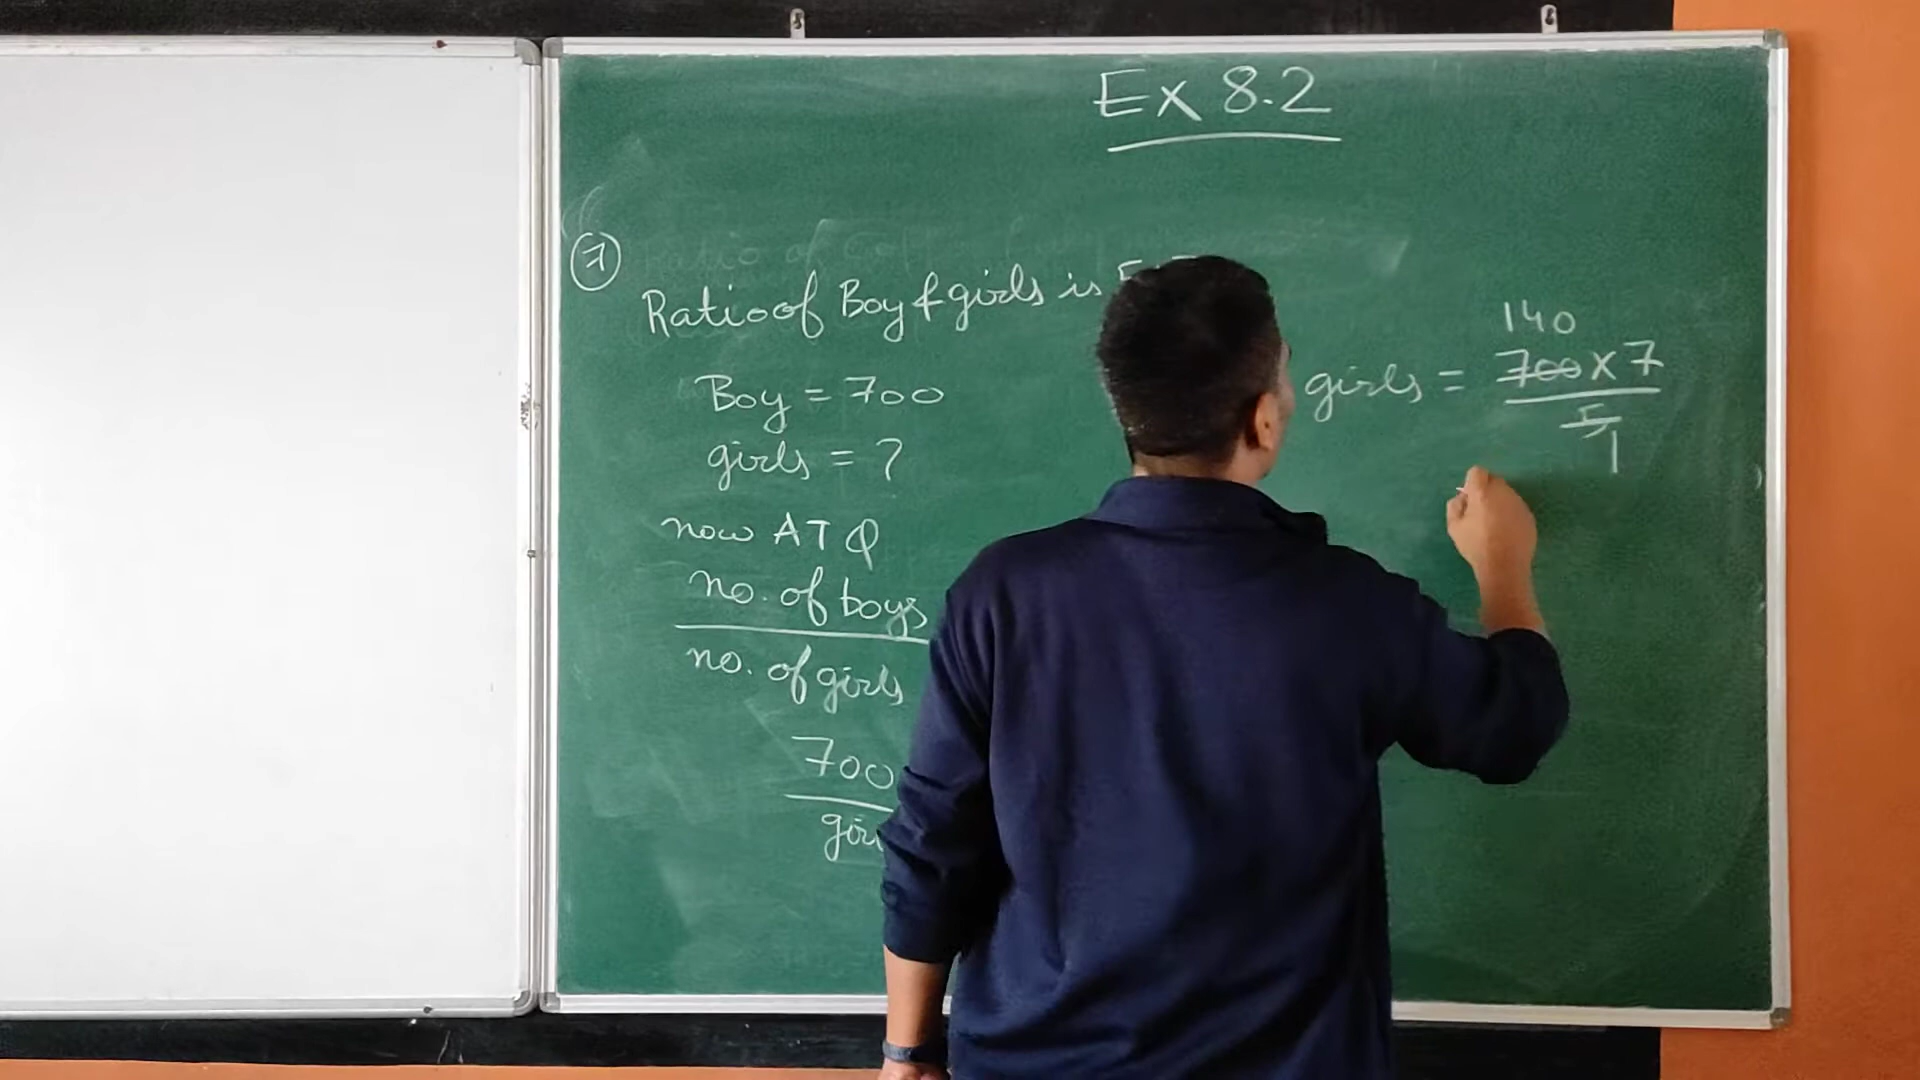 Ex 8.2
7
Ratio of Boy & girls is
Boy = 700
girls = ?
now ATQ
no. of boys
no. of girls
700
140
girls = 700 x 7
5
1